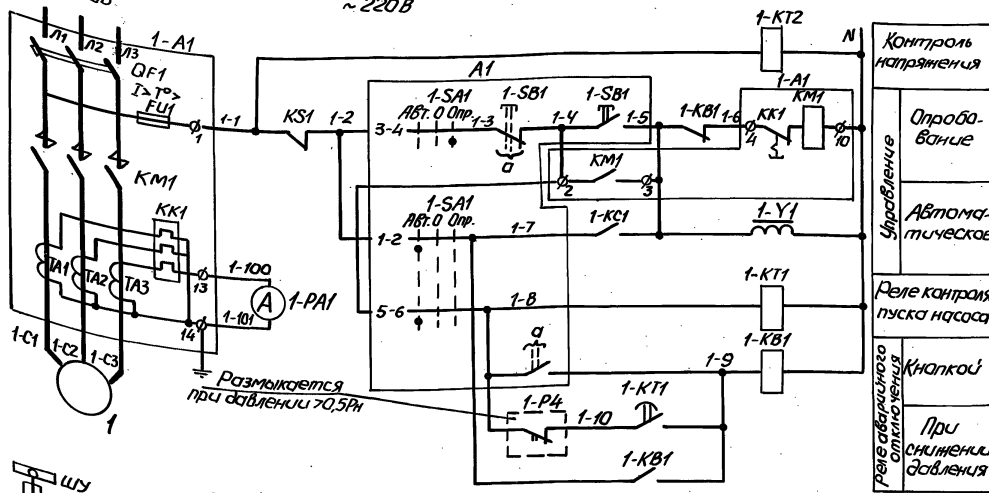 ~ 220В
Л1
Л2
Л3
1-А1
QF1
I> T°>
FU1
1
1-1
KS1
1-2
А1
1-SA1
Авт. О Опр.
3-4
1-3
1-SB1
а
1-4
1-SB1
1-5
1-KB1
1-6
4
1-А1
КК1
КМ1
10
1-КТ2
N
КМ1
2
3
КМ1
КК1
ТА1
ТА2
ТА3
1-100
13
А
1-РА1
1-101
14
1-С1
1-С2
1-С3
1
1-SA1
Авт. О Опр.
1-2
1-7
1-КС1
1-Y1
5-6
1-8
1-КТ1
а
1-9
1-КВ1
Размыкается
при давлении >0,5Рн
1-Р4
1-10
1-КТ1
1-КВ1
ШУ
Контроль
напряжения
Управление
Опробо-
вание
Автома-
тическое
Реле контроля
пуска насоса
Реле аварийного
отключения
Кнопкой
При
снижении
давления